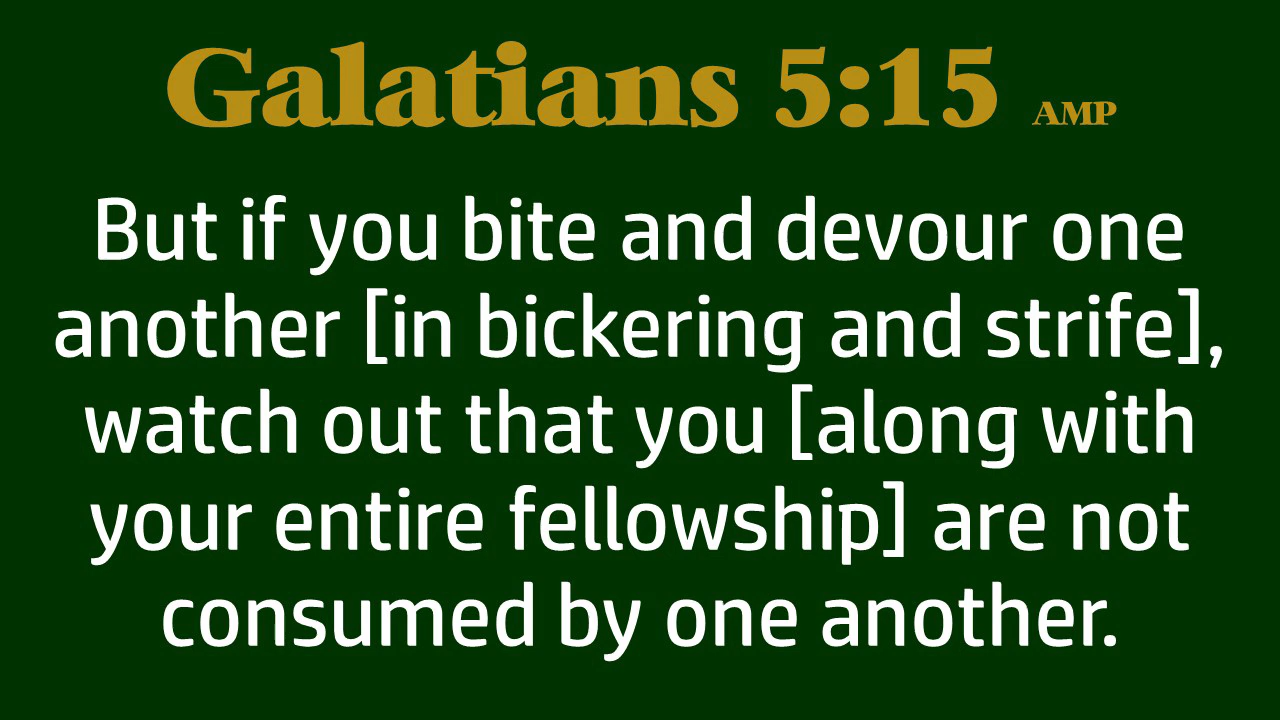 Galatians 5:15 AMP
But if you bite and devour one
another [in bickering and strife],
watch out that you [along with
your entire fellowship] are not
consumed by one another.